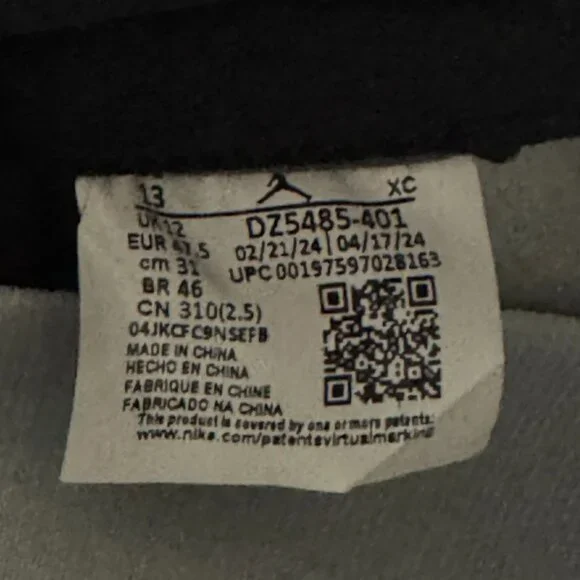 13
XC
UK 12
DZ5485-401
EUR 47.5
02/21/24 04/17/24
cm 31
UPC 00197597028163
BR 46
CN 310(2.5)
MADE IN CHINA
HECHO EN CHINA
FABRIQUE EN CHINE
FABRICADO NA CHINA
This product is covered by one or more patents:
www.nike.com/patentsvirtualmarking